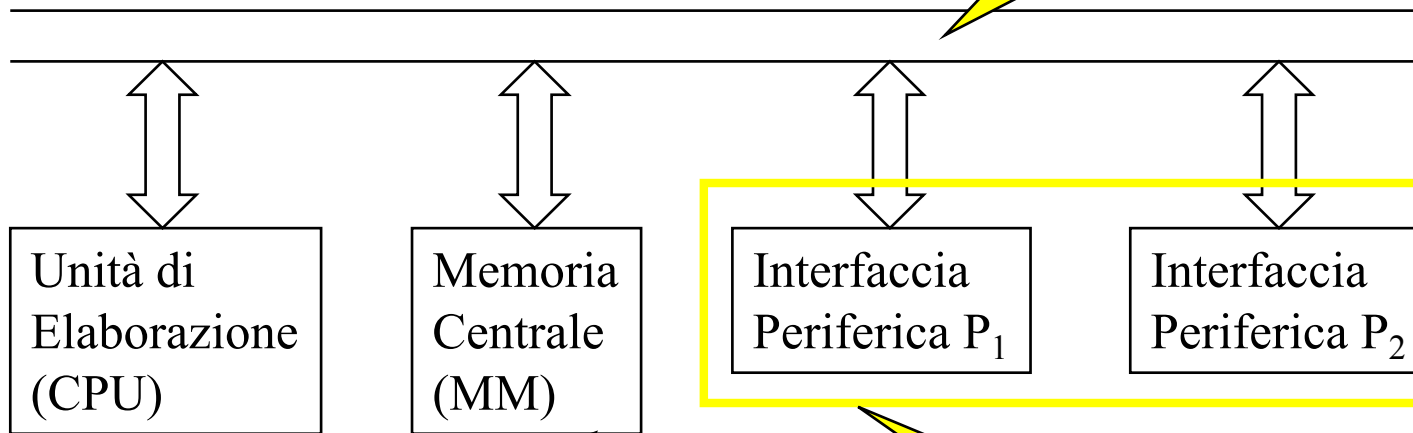 Unità di
Elaborazione
(CPU)
Memoria
Centrale
(MM)
Interfaccia
Periferica P₁
Interfaccia
Periferica P₂